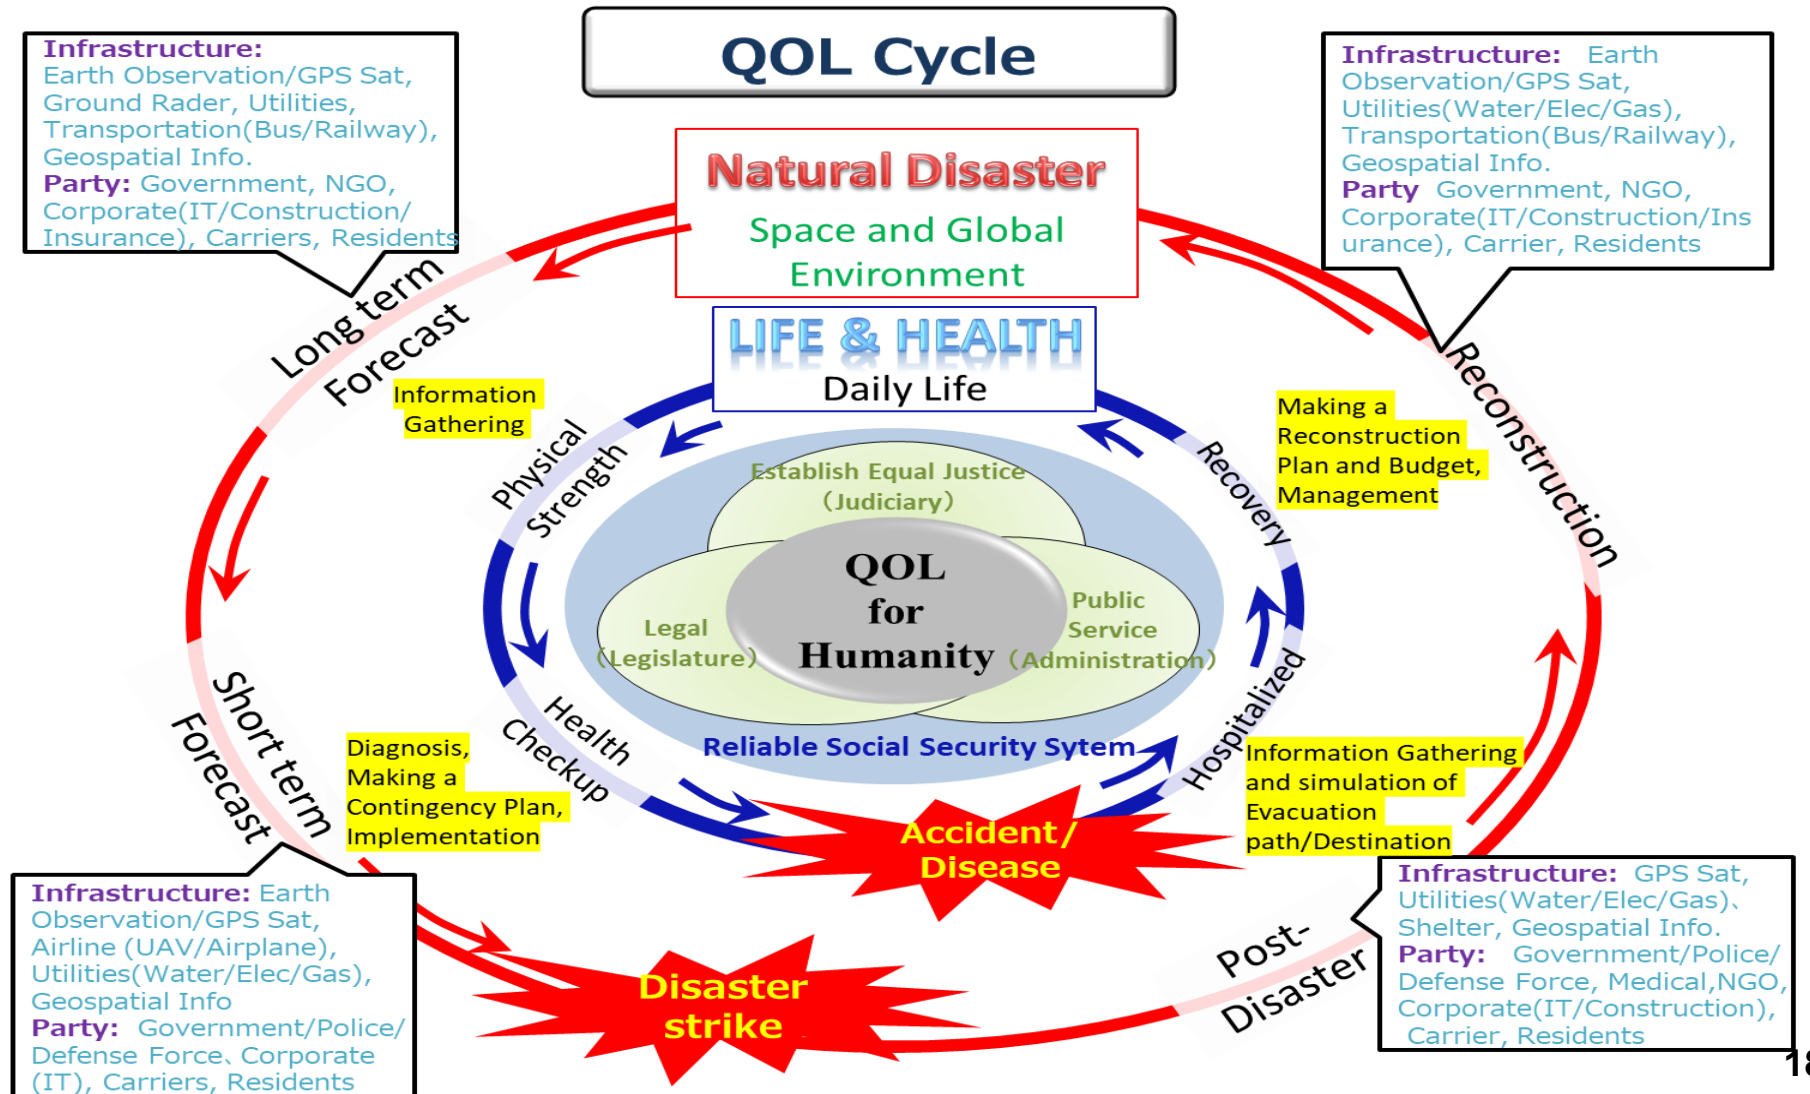 QOL Cycle
Infrastructure:
Earth Observation/GPS Sat,
Ground Rader, Utilities,
Transportation(Bus/Railway),
Geospatial Info.
Party: Government, NGO,
Corporate(IT/Construction/
Insurance), Carriers, Residents
Infrastructure: Earth
Observation/GPS Sat,
Utilities(Water/Elec/Gas),
Transportation(Bus/Railway),
Geospatial Info.
Party Government, NGO,
Corporate(IT/Construction/Ins
urance), Carrier, Residents
Natural Disaster
Space and Global
Environment
LIFE & HEALTH
Daily Life
Long term
Forecast
Information
Gathering
Physical
Strength
Recovery
Making a
Reconstruction
Plan and Budget,
Management
Reconstruction
Establish Equal Justice
（Judiciary）
QOL
for
Humanity
Legal
（Legislature）
Public
Service
（Administration）
Reliable Social Security Sytem
Short term
Forecast
Health
Checkup
Hospitalized
Diagnosis,
Making a
Contingency Plan,
Implementation
Information Gathering
and simulation of
Evacuation
path/Destination
Accident/
Disease
Disaster
strike
Post-
Disaster
Infrastructure: Earth
Observation/GPS Sat,
Airline (UAV/Airplane),
Utilities(Water/Elec/Gas),
Geospatial Info
Party: Government/Police/
Defense Force、Corporate
(IT), Carriers, Residents
Infrastructure: GPS Sat,
Utilities(Water/Elec/Gas)、
Shelter, Geospatial Info.
Party: Government/Police/
Defense Force, Medical,NGO,
Corporate(IT/Construction),
Carrier, Residents
18